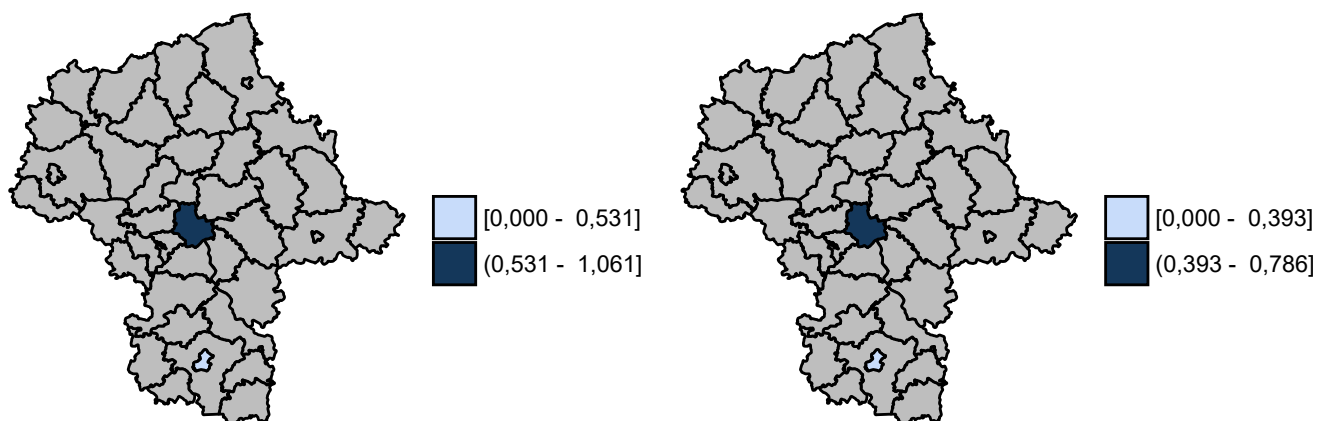 [0,000 - 0,531]
(0,531 - 1,061]
[0,000 - 0,393]
(0,393 - 0,786]